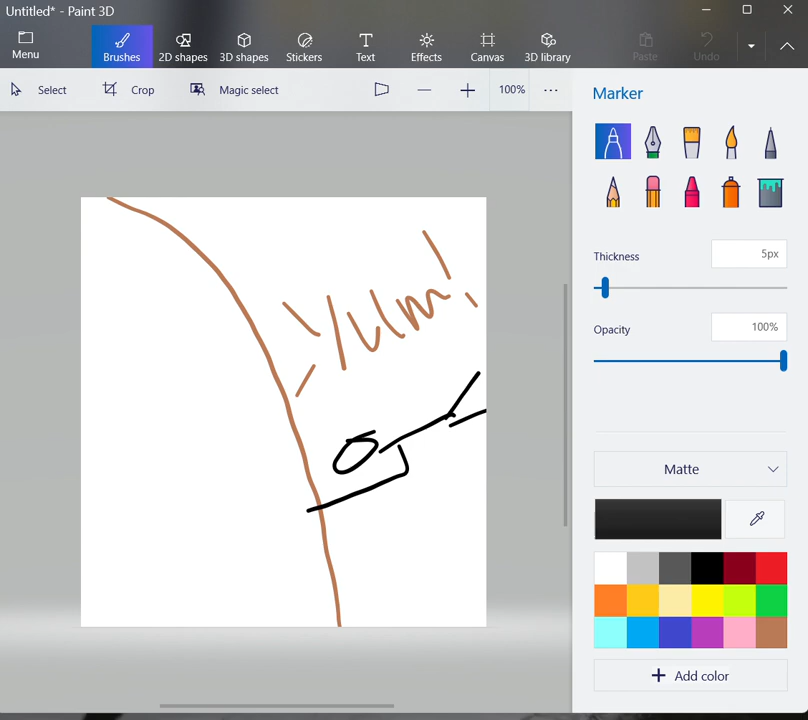 Untitled* - Paint 3D
Menu
Brushes
2D shapes
3D shapes
Stickers
Text
Effects
Canvas
3D library
Paste
Undo
Select
Crop
Magic select
100%
Marker
Thickness
5px
Opacity
100%
Matte
Add color
Yum!